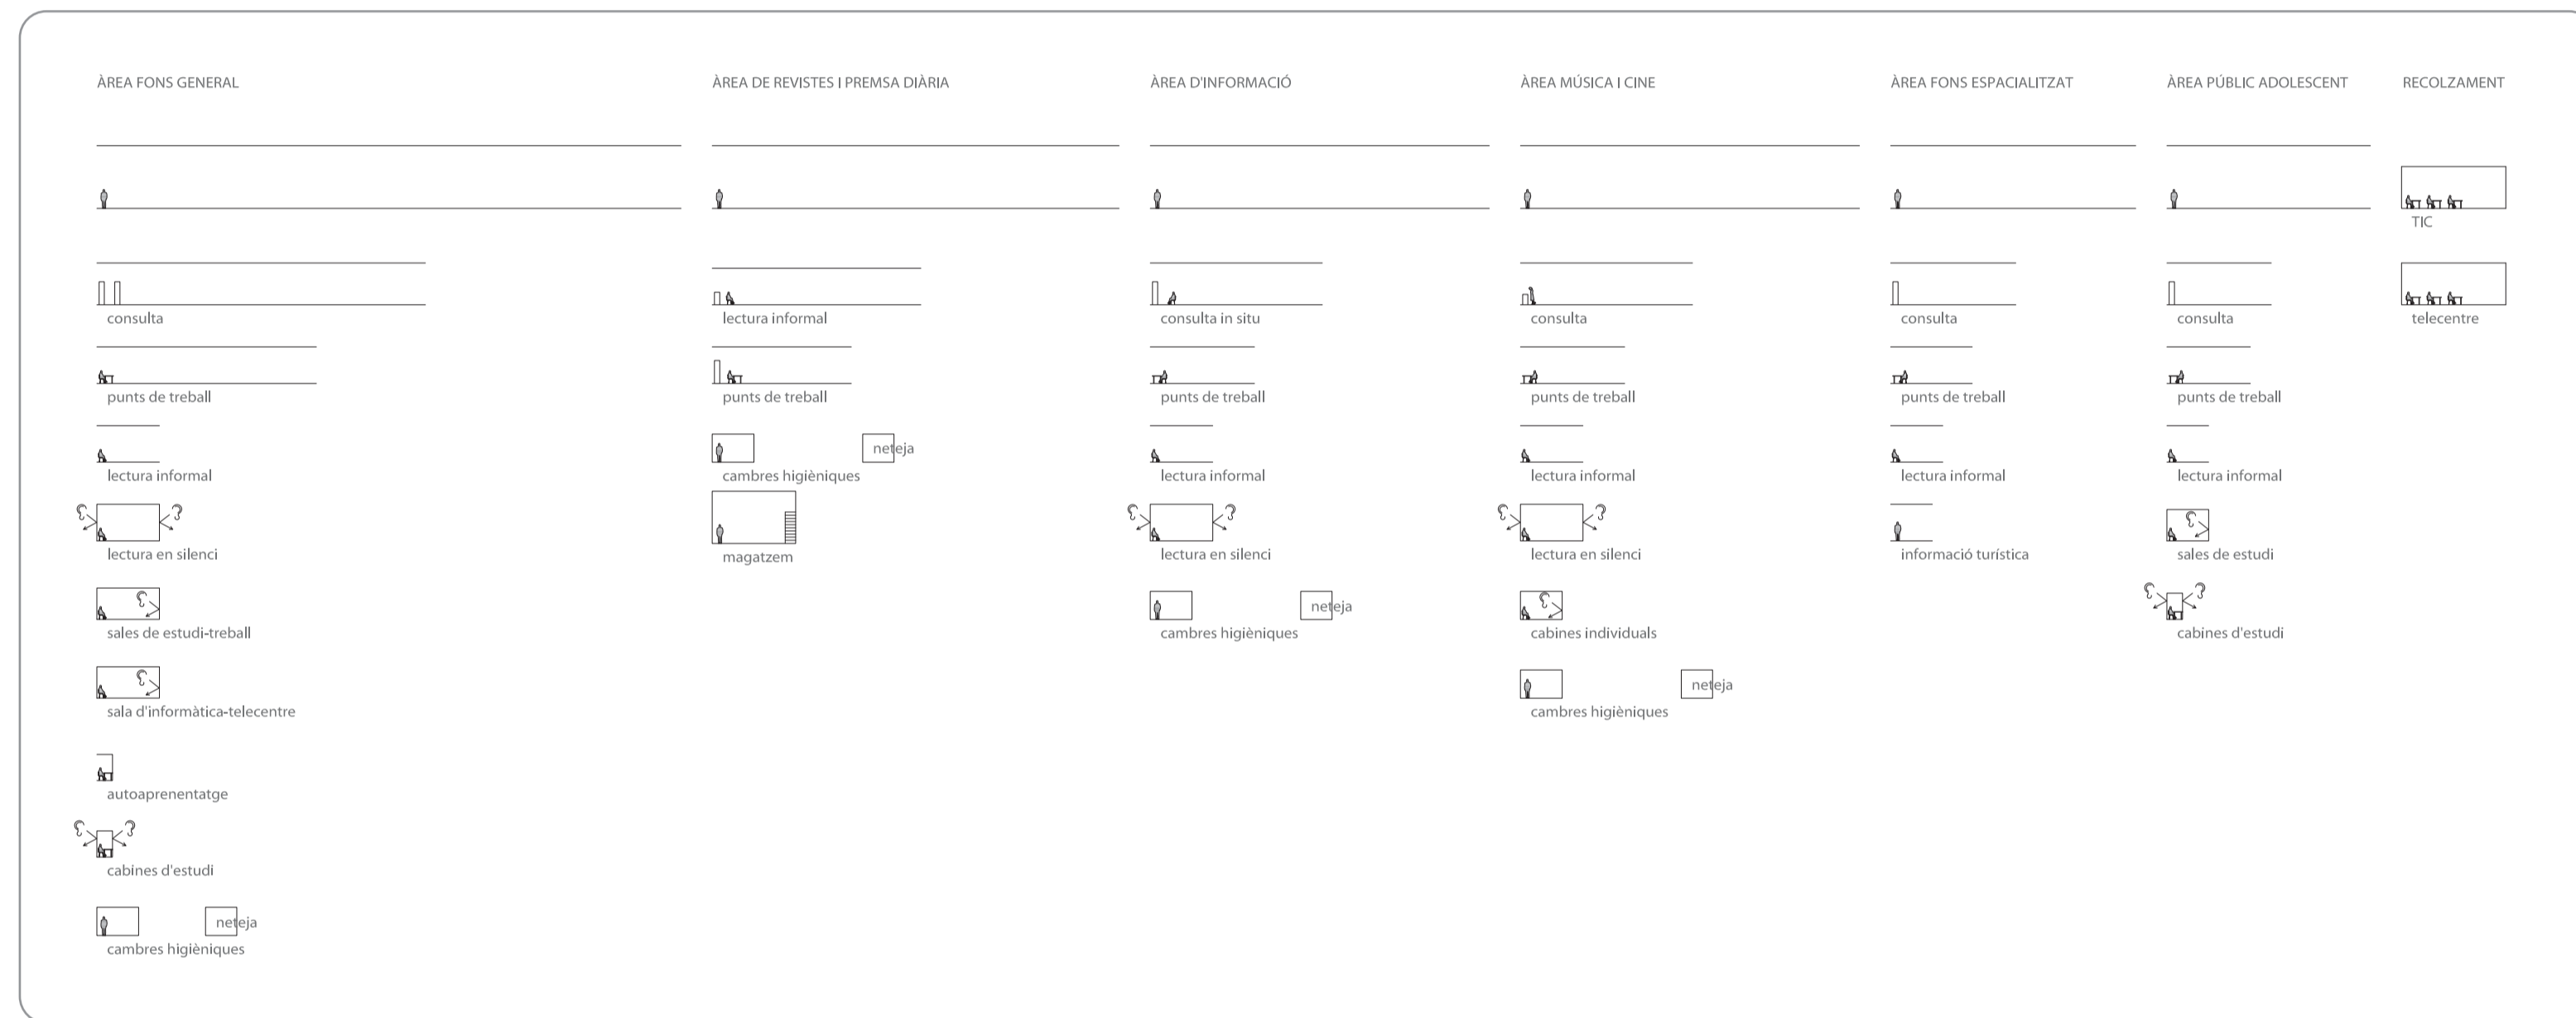 ÀREA FONS GENERAL
consulta
punts de treball
lectura informal
lectura en silenci
sales de estudi-treball
sala d'informàtica-telecentre
autoaprenentatge
cabines d'estudi
neteja
cambres higièniques
ÀREA DE REVISTES I PREMSA DIÀRIA
lectura informal
punts de treball
neteja
cambres higièniques
magatzem
ÀREA D'INFORMACIÓ
consulta in situ
punts de treball
lectura informal
lectura en silenci
neteja
cambres higièniques
ÀREA MÚSICA I CINE
consulta
punts de treball
lectura informal
lectura en silenci
cabines individuals
neteja
cambres higièniques
ÀREA FONS ESPACIALITZAT
consulta
punts de treball
lectura informal
informació turística
ÀREA PÚBLIC ADOLESCENT
consulta
punts de treball
lectura informal
sales de estudi
cabines d'estudi
RECOLZAMENT
TIC
telecentre